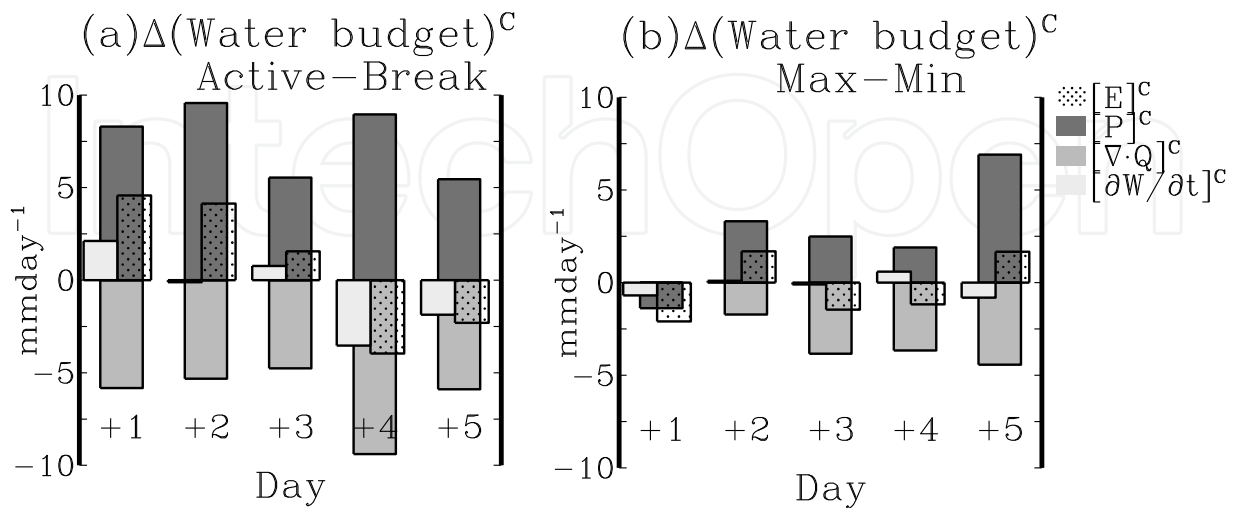 (a)Δ(Water budget)ᶜ
Active−Break
10
5
0
−5
−10
mmday⁻¹
+1 +2 +3 +4 +5
Day
(b)Δ(Water budget)ᶜ
Max−Min
10
5
0
−5
−10
mmday⁻¹
+1 +2 +3 +4 +5
Day
[E]ᶜ
[P]ᶜ
[∇·Q]ᶜ
[∂W/∂t]ᶜ
IntechOpen